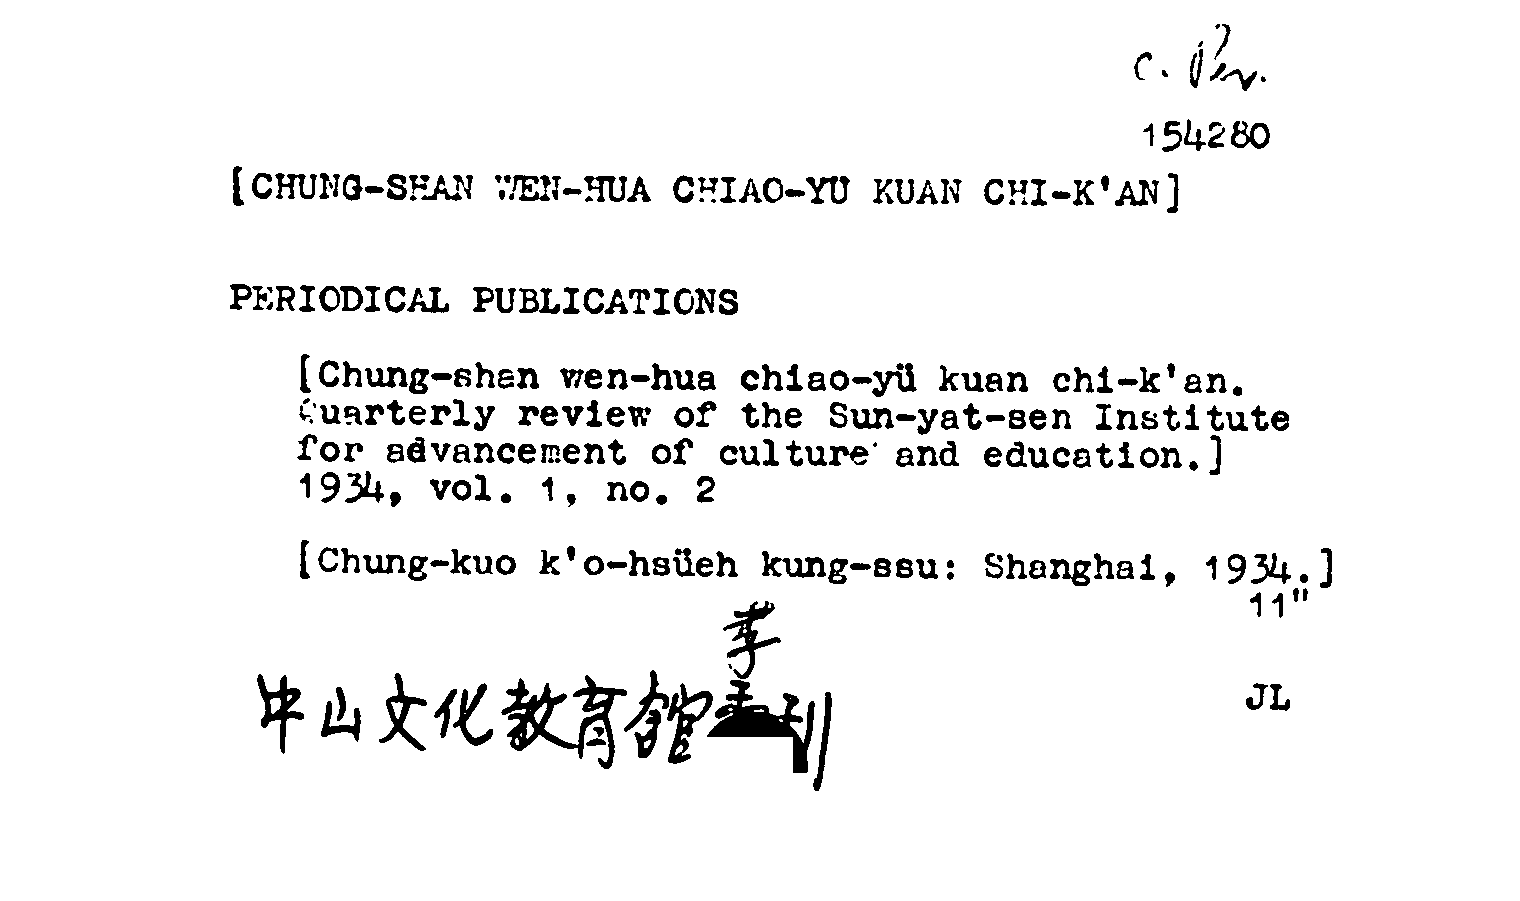 C. Per.
154280
[CHUNG-SHAN WEN-HUA CHIAO-YÜ KUAN CHI-K'AN]
PERIODICAL PUBLICATIONS
[Chung-shan wen-hua chiao-yü kuan chi-k'an.
Quarterly review of the Sun-yat-sen Institute
for advancement of culture and education.]
1934, vol. 1, no. 2
[Chung-kuo k'o-hsüeh kung-ssu: Shanghai, 1934.]
11"
季
中山文化教育館 刊
JL